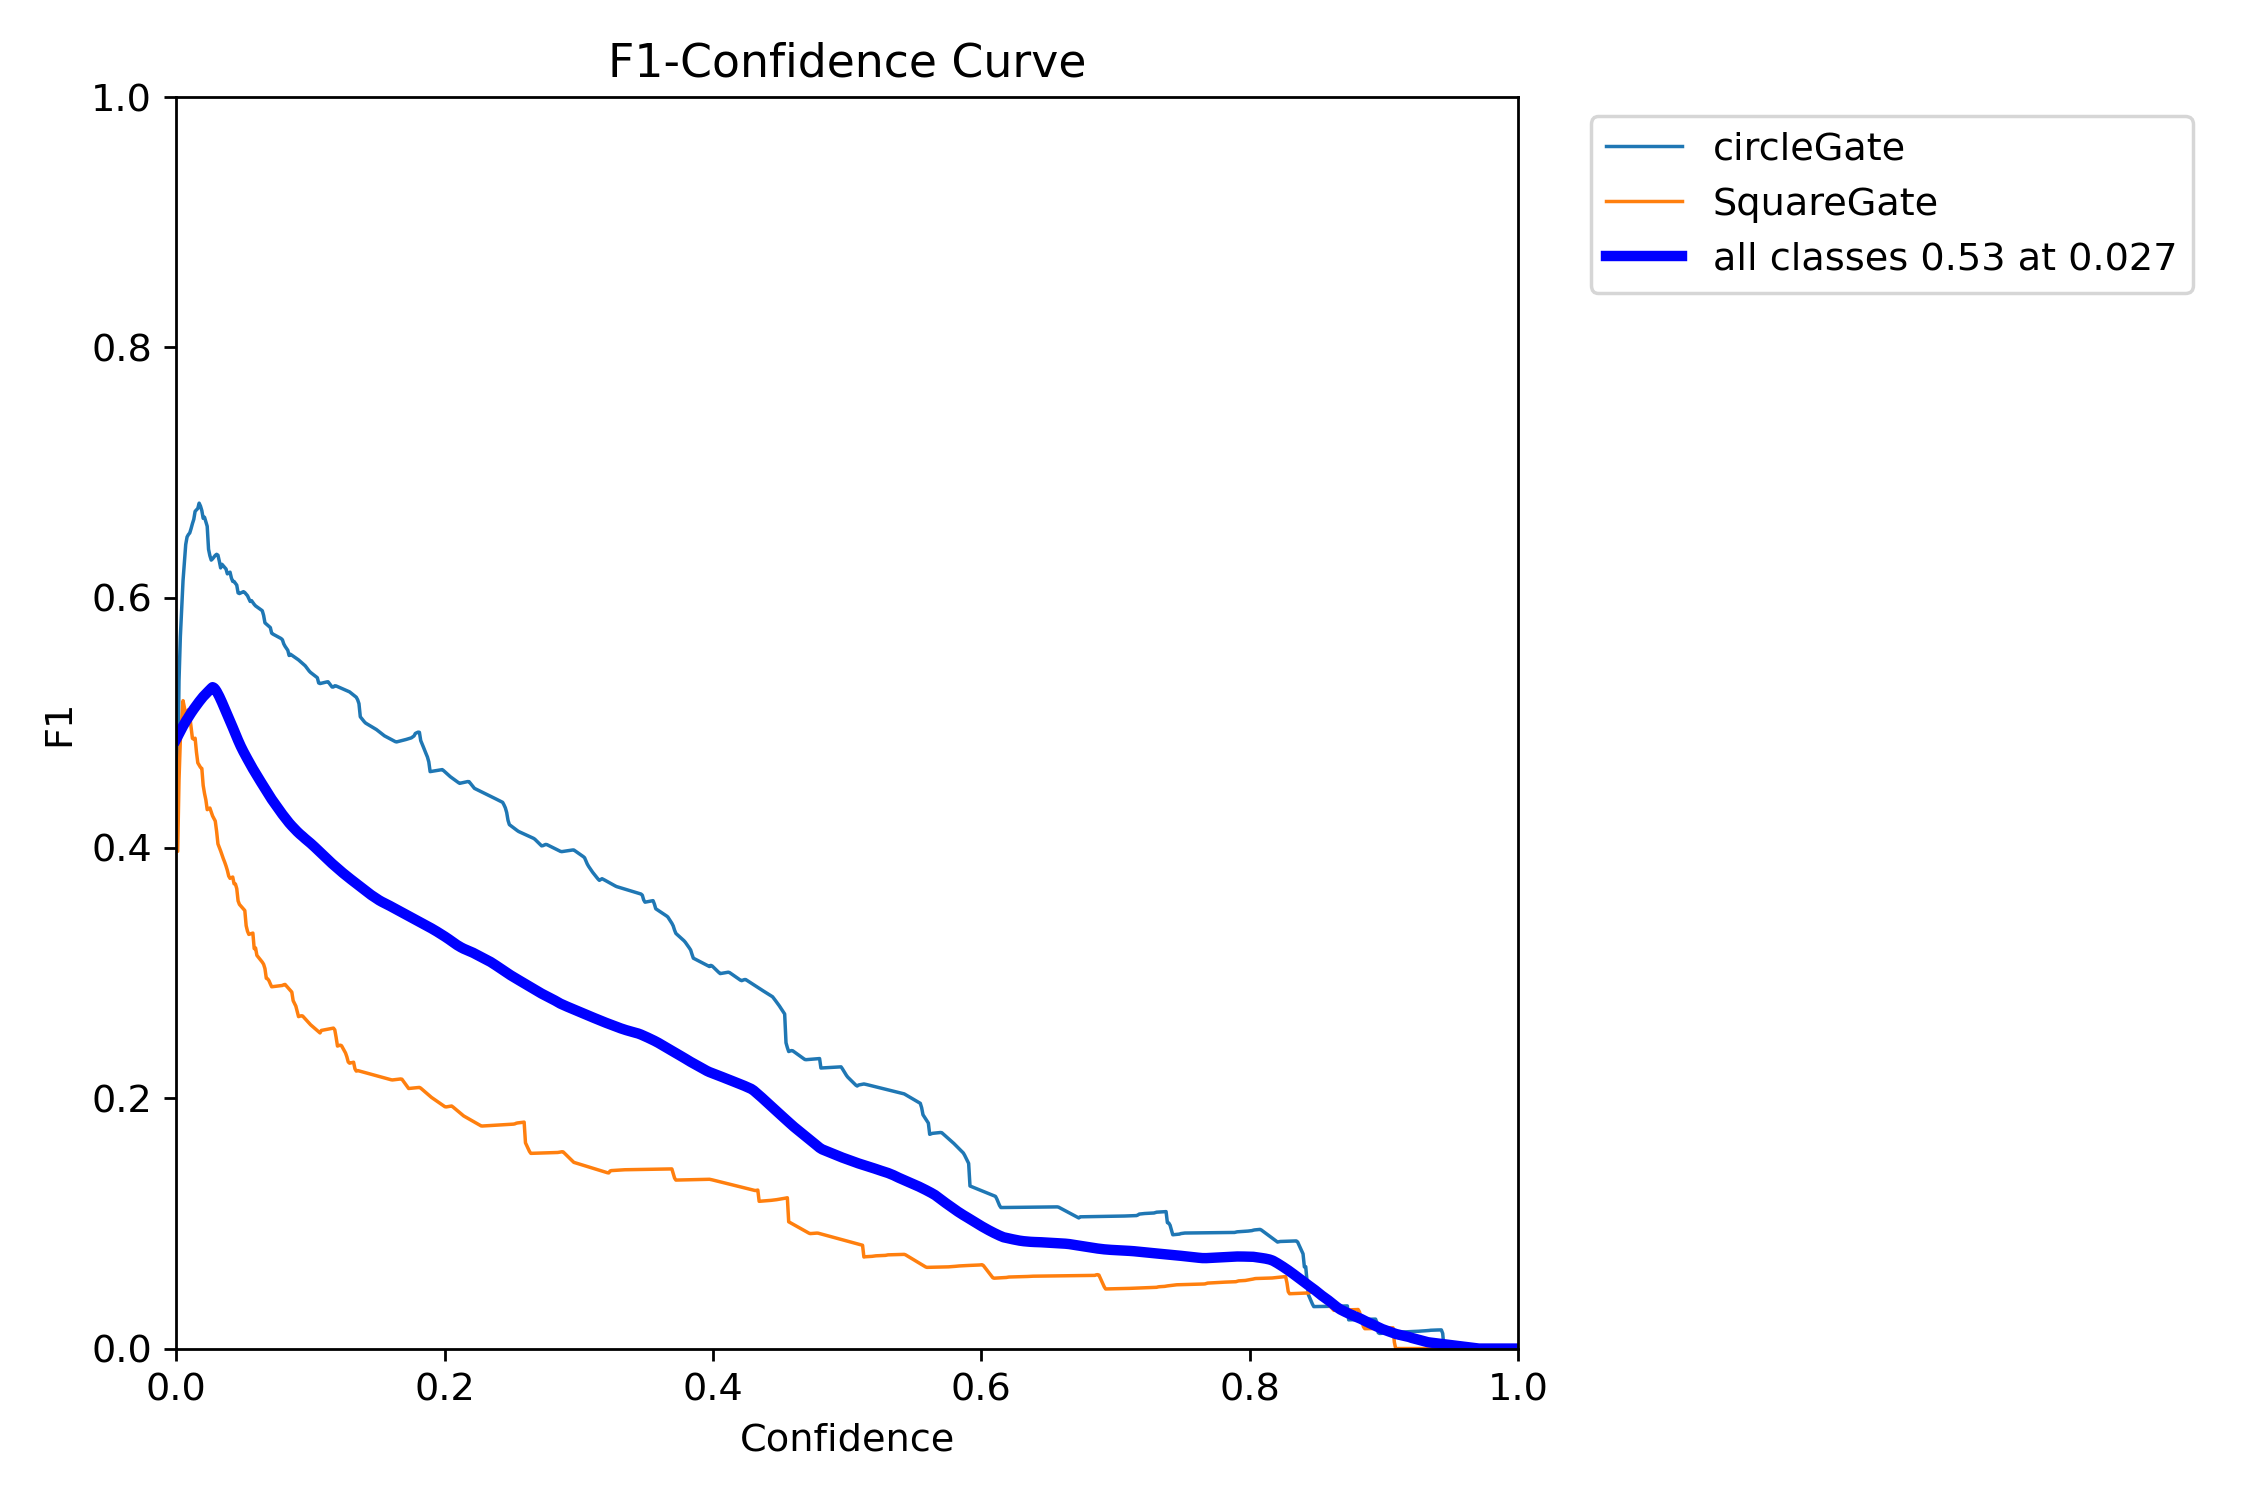 F1-Confidence Curve
circleGate
SquareGate
all classes 0.53 at 0.027
1.0
0.8
0.6
0.4
0.2
0.0
F1
0.0 0.2 0.4 0.6 0.8 1.0
Confidence